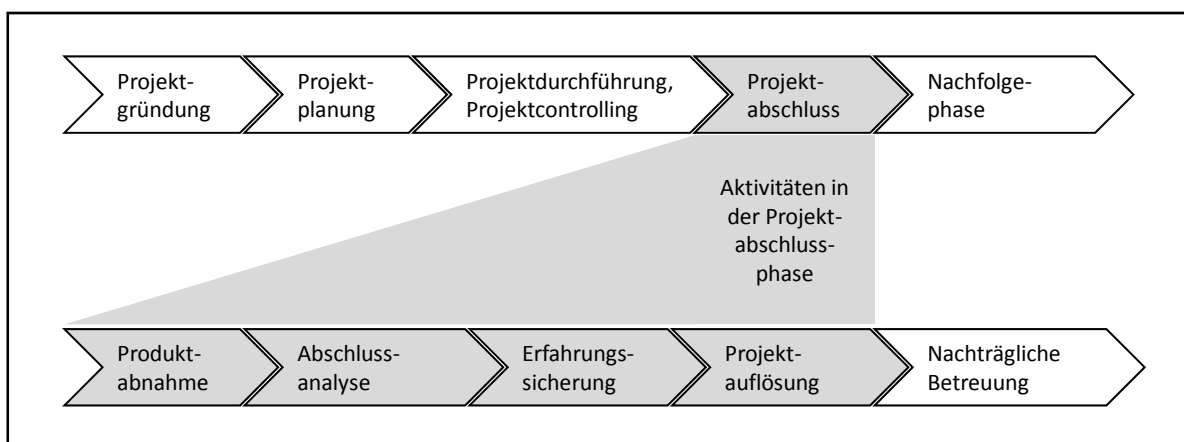 Projekt-
gründung
Projekt-
planung
Projektdurchführung,
Projektcontrolling
Projekt-
abschluss
Nachfolge-
phase
Aktivitäten in
der Projekt-
abschluss-
phase
Produkt-
abnahme
Abschluss-
analyse
Erfahrungs-
sicherung
Projekt-
auflösung
Nachträgliche
Betreuung